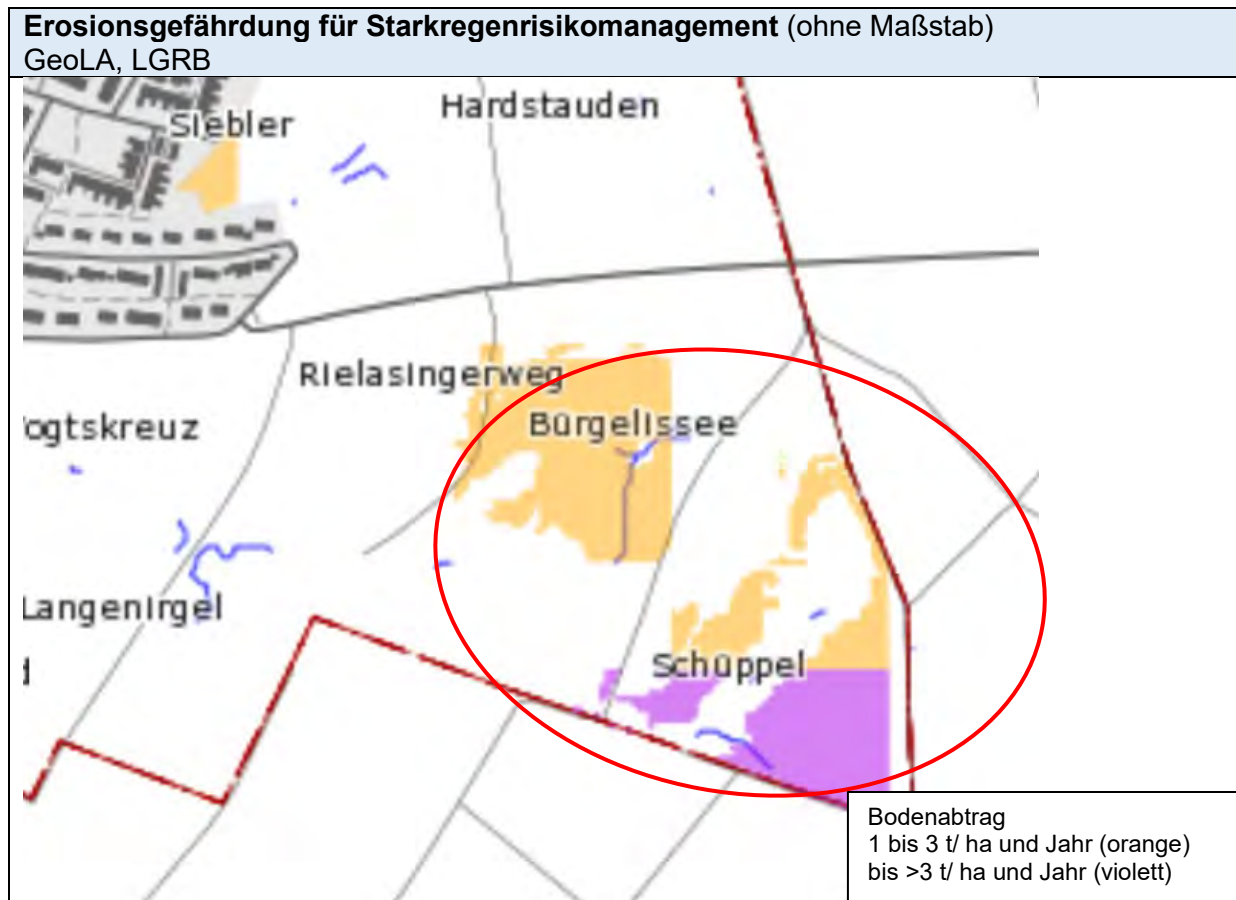 Erosionsgefährdung für Starkregenrisikomanagement (ohne Maßstab)
GeoLA, LGRB
Hardstauden
Siebler
Rielasingerweg
Bürgelissee
ogtskreuz
Langenirgel
d
Schüppel
Bodenabtrag
1 bis 3 t/ ha und Jahr (orange)
bis >3 t/ ha und Jahr (violett)